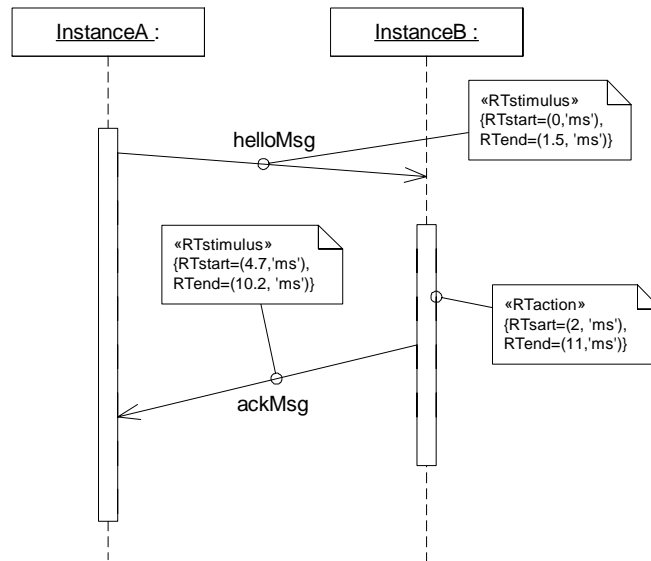 InstanceA :
InstanceB :
«RTstimulus»
{RTstart=(0,'ms'),
RTend=(1.5, 'ms')}
helloMsg
«RTstimulus»
{RTstart=(4.7,'ms'),
RTend=(10.2, 'ms')}
«RTaction»
{RTsart=(2, 'ms'),
RTend=(11,'ms')}
ackMsg